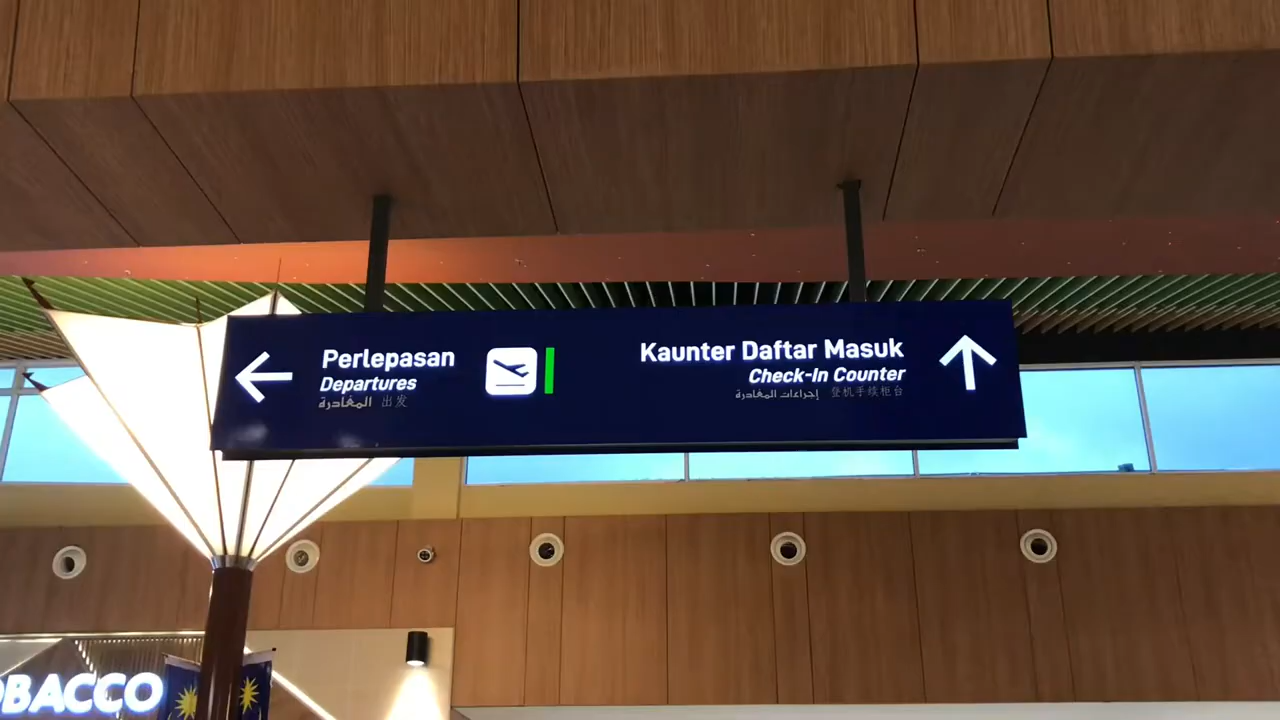 Perlepasan
Departures
المغادرة 出发
Kaunter Daftar Masuk
Check-In Counter
إجراءات المغادرة 登机手续柜台
BACCO